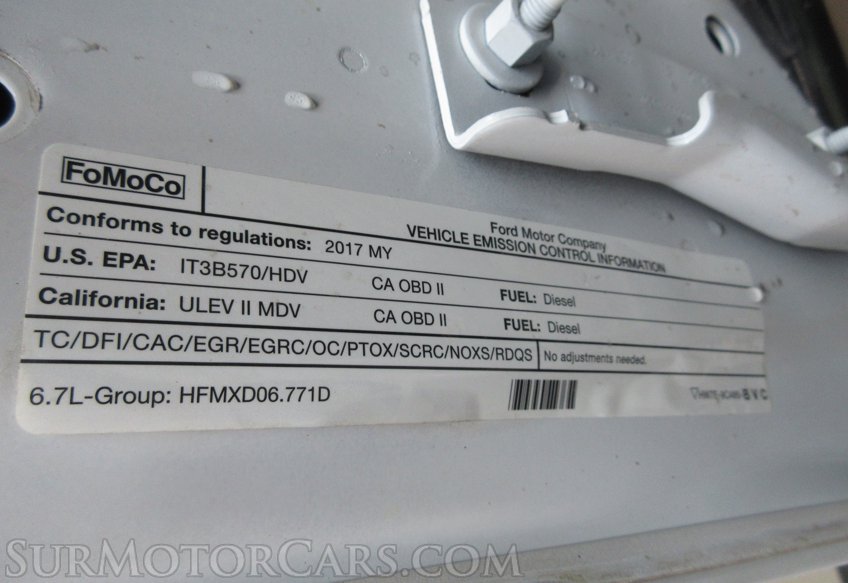 FoMoCo
Ford Motor Company
VEHICLE EMISSION CONTROL INFORMATION
Conforms to regulations: 2017 MY
U.S. EPA: IT3B570/HDV CA OBD II FUEL: Diesel
California: ULEV II MDV CA OBD II FUEL: Diesel
TC/DFI/CAC/EGR/EGRC/OC/PTOX/SCRC/NOXS/RDQS No adjustments needed.
6.7L-Group: HFMXD06.771D
BVC
SurMotorCars.com